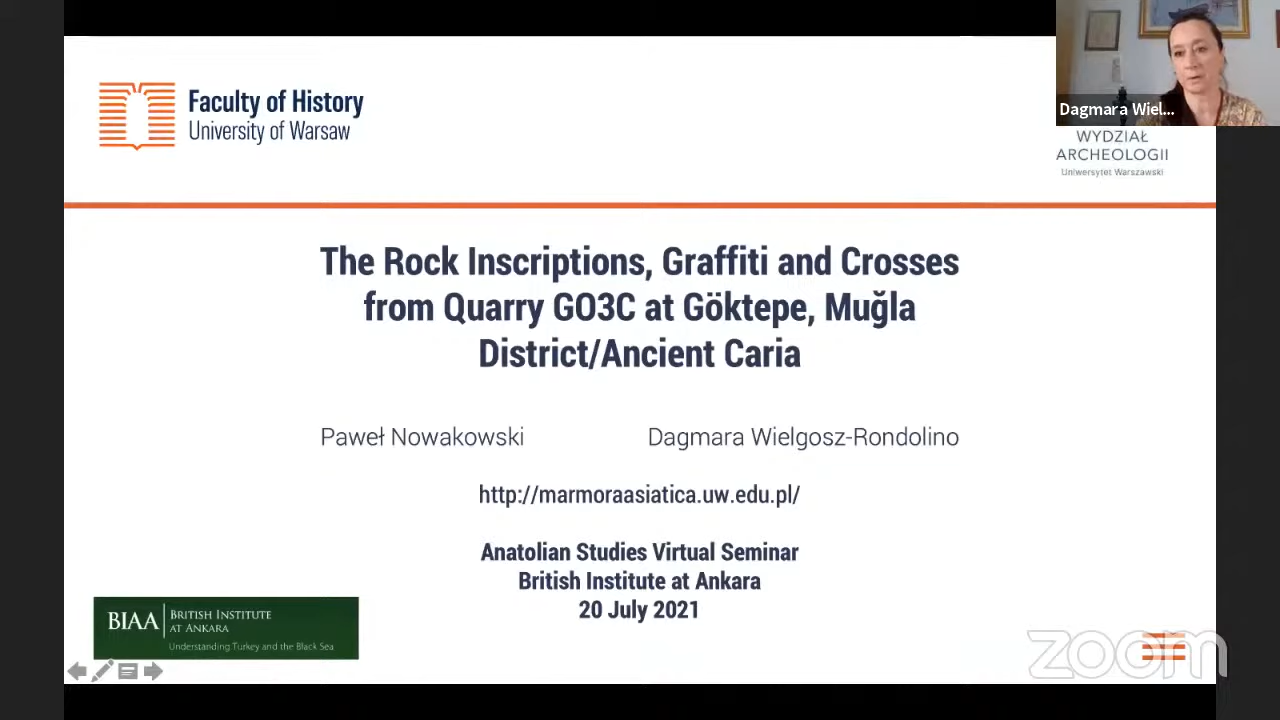 Faculty of History
University of Warsaw
Dagmara Wiel...
WYDZIAŁ
ARCHEOLOGII
Uniwersytet Warszawski
The Rock Inscriptions, Graffiti and Crosses
from Quarry GO3C at Göktepe, Muğla
District/Ancient Caria
Paweł Nowakowski
Dagmara Wielgosz-Rondolino
http://marmoraasiatica.uw.edu.pl/
Anatolian Studies Virtual Seminar
British Institute at Ankara
20 July 2021
BIAA
BRITISH INSTITUTE
AT ANKARA
Understanding Turkey and the Black Sea
zoom